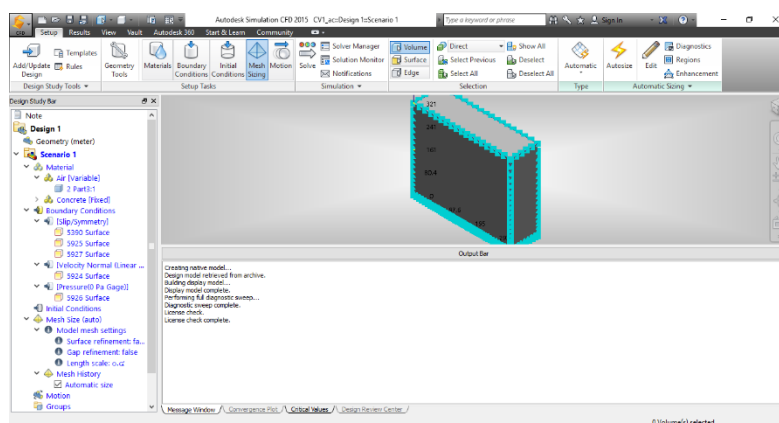 Autodesk Simulation CFD 2015 CV1_ac::Design 1::Scenario 1
Type a keyword or phrase
Sign In
CFD
Setup Results View Vault Autodesk 360 Start & Learn Community
Add/Update Design
Templates
Rules
Geometry Tools
Materials
Boundary Conditions
Initial Conditions
Mesh Sizing
Motion
Solve
Solver Manager
Solution Monitor
Notifications
Volume
Surface
Edge
Direct
Select Previous
Select All
Show All
Deselect
Deselect All
Automatic
Autosize
Edit
Diagnostics
Regions
Enhancement
Design Study Tools
Setup Tasks
Simulation
Selection
Type
Automatic Sizing
Design Study Bar
Note
Design 1
Geometry (meter)
Scenario 1
Material
Air [Variable]
2 Part3:1
Concrete [Fixed]
Boundary Conditions
[Slip/Symmetry]
5390 Surface
5925 Surface
5927 Surface
[Velocity Normal (Linear ...
5924 Surface
[Pressure(0 Pa Gage)]
5926 Surface
Initial Conditions
Mesh Size (auto)
Model mesh settings
Surface refinement: fa...
Gap refinement: false
Length scale:
Mesh History
Automatic size
Motion
Groups
321
241
161
80.4
0
97.6
195
Output Bar
Creating native model...
Design model retrieved from archive.
Building display model...
Display model complete.
Performing full diagnostic sweep...
Diagnostic sweep complete.
License check.
License check complete.
Message Window / Convergence Plot / Critical Values / Design Review Center /
0 Volume(s) selected